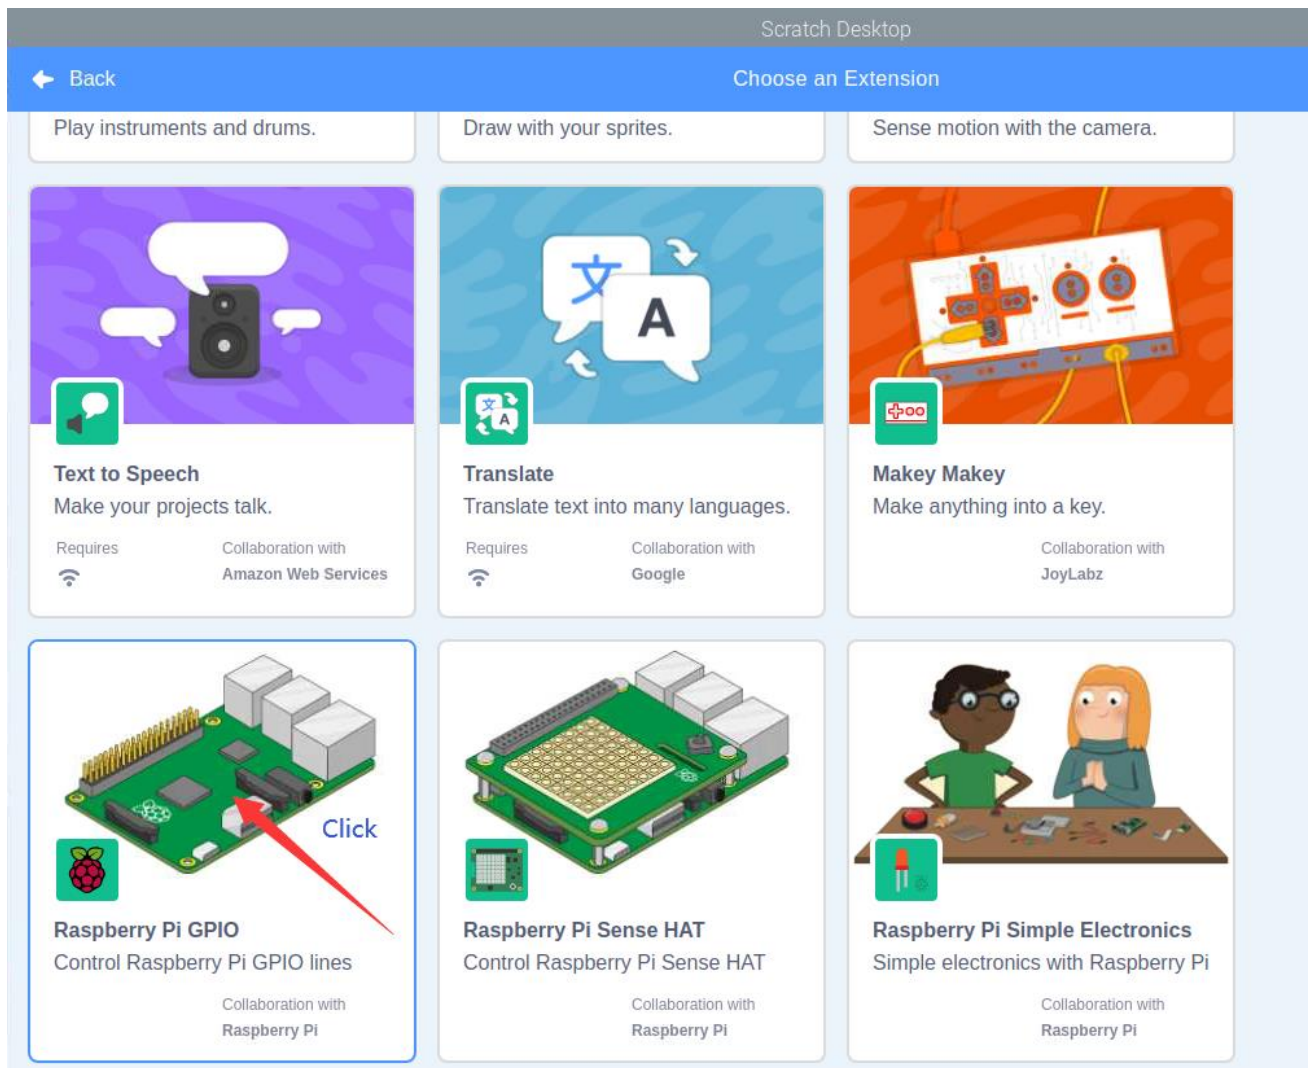 Scratch Desktop
Back
Choose an Extension
Play instruments and drums.
Draw with your sprites.
Sense motion with the camera.
文
A
文
A
Text to Speech
Make your projects talk.
Requires
Collaboration with
Amazon Web Services
Translate
Translate text into many languages.
Requires
Collaboration with
Google
Makey Makey
Make anything into a key.
Collaboration with
JoyLabz
Click
Raspberry Pi GPIO
Control Raspberry Pi GPIO lines
Collaboration with
Raspberry Pi
Raspberry Pi Sense HAT
Control Raspberry Pi Sense HAT
Collaboration with
Raspberry Pi
Raspberry Pi Simple Electronics
Simple electronics with Raspberry Pi
Collaboration with
Raspberry Pi